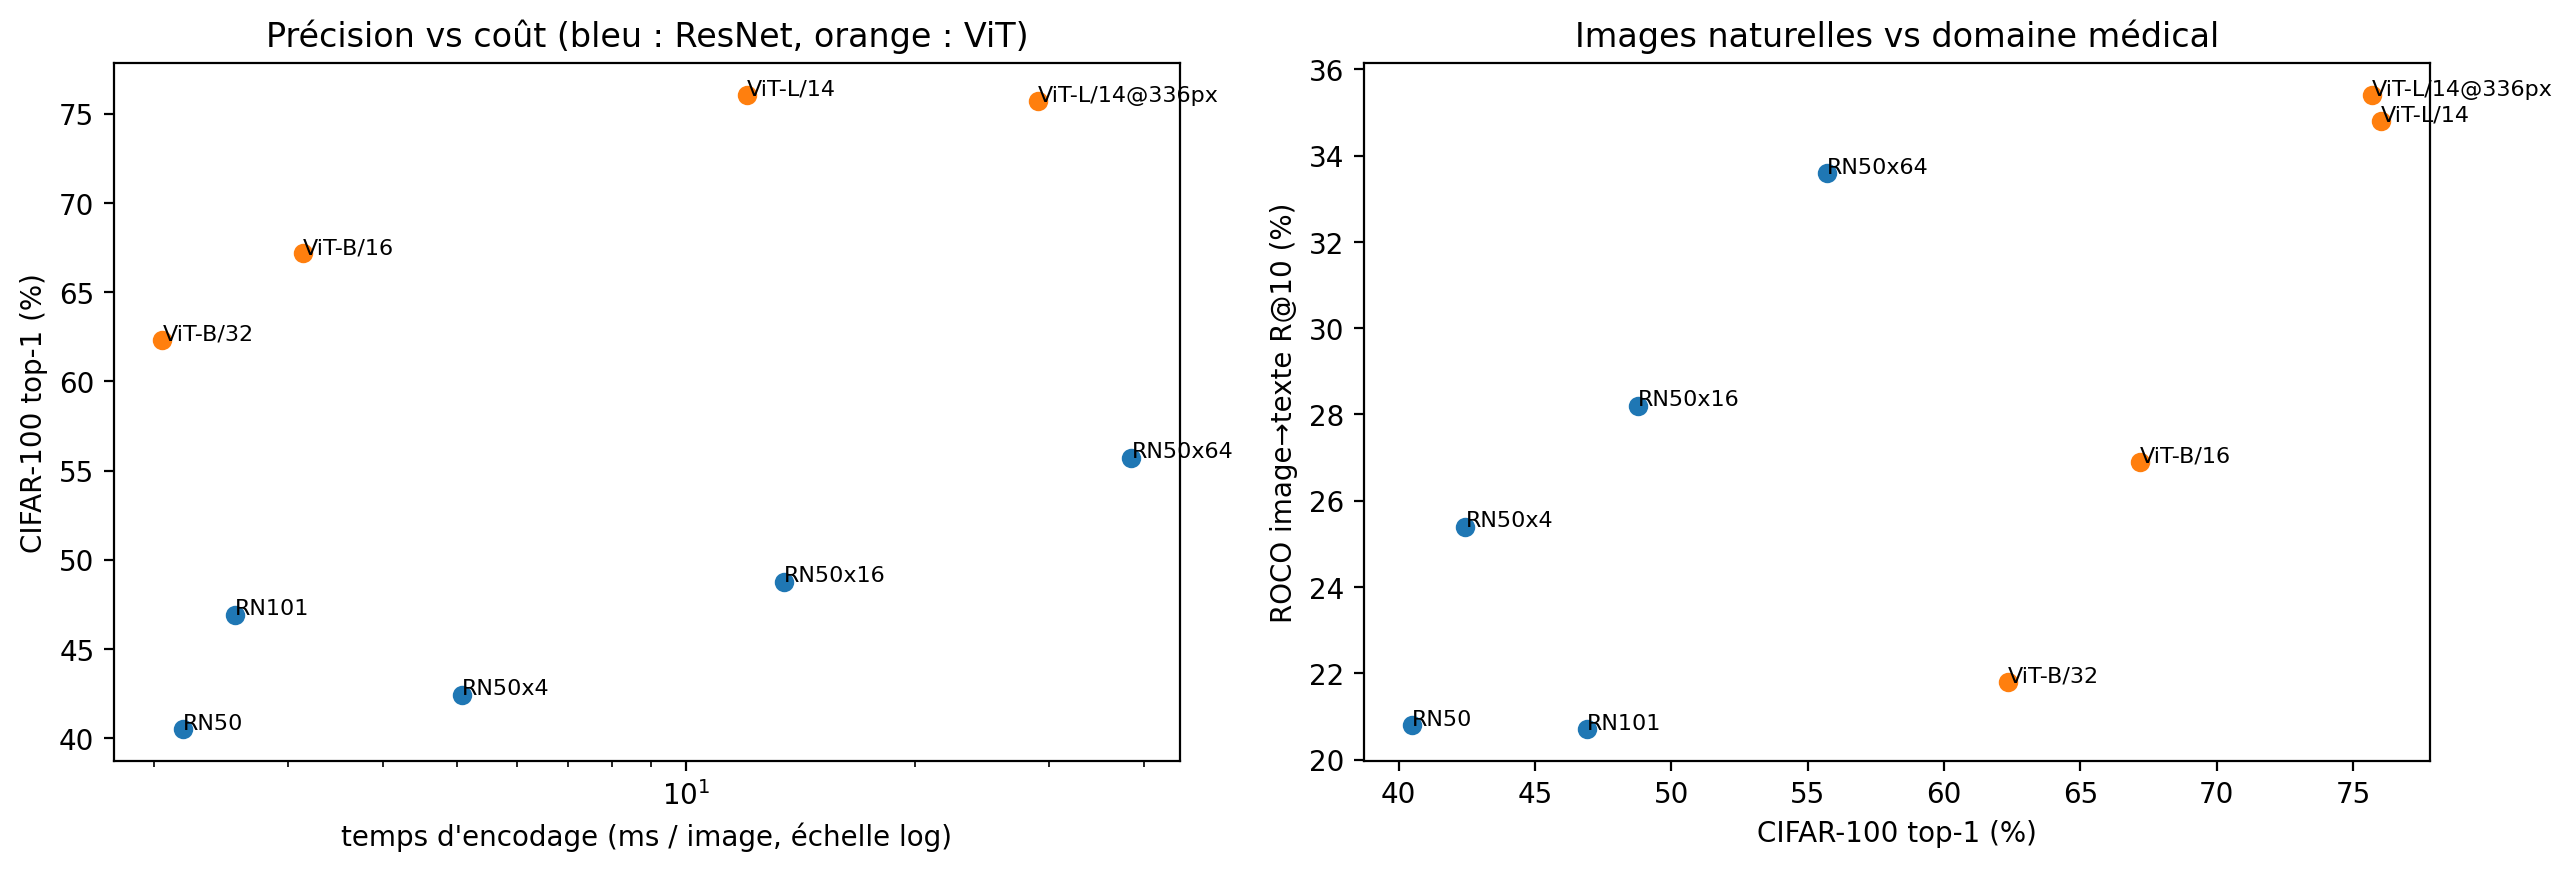 Précision vs coût (bleu : ResNet, orange : ViT)
CIFAR-100 top-1 (%)
75
70
65
60
55
50
45
40
ViT-L/14
ViT-L/14@336px
ViT-B/16
ViT-B/32
RN50x64
RN50x16
RN101
RN50x4
RN50
10¹
temps d'encodage (ms / image, échelle log)
Images naturelles vs domaine médical
ROCO image→texte R@10 (%)
36
34
32
30
28
26
24
22
20
ViT-L/14@336px
ViT-L/14
RN50x64
RN50x16
ViT-B/16
RN50x4
ViT-B/32
RN50
RN101
40 45 50 55 60 65 70 75
CIFAR-100 top-1 (%)